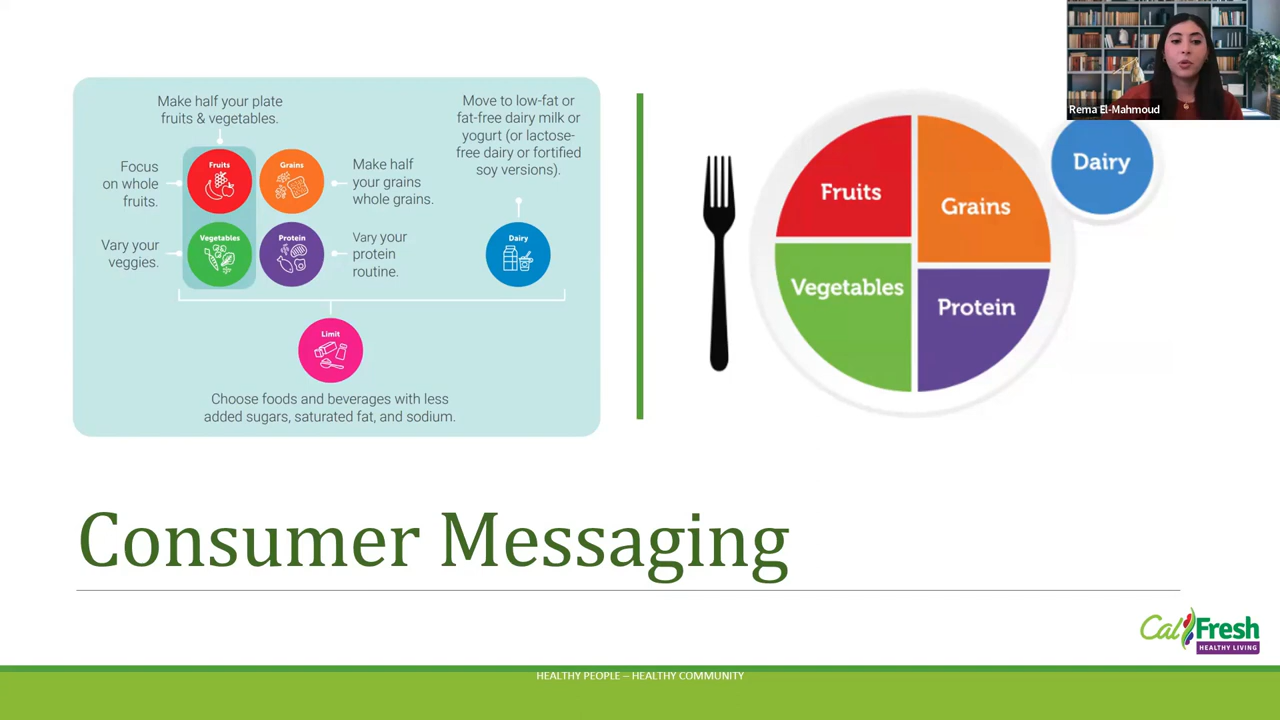 Make half your plate
fruits & vegetables.
Focus
on whole
fruits.
Fruits
Grains
Make half
your grains
whole grains.
Vary your
veggies.
Vegetables
Protein
Vary your
protein
routine.
Move to low-fat or
fat-free dairy milk or
yogurt (or lactose-
free dairy or fortified
soy versions).
Dairy
Limit
Choose foods and beverages with less
added sugars, saturated fat, and sodium.
Fruits
Grains
Vegetables
Protein
Dairy
Rema El-Mahmoud
Consumer Messaging
CalFresh
HEALTHY LIVING
HEALTHY PEOPLE – HEALTHY COMMUNITY